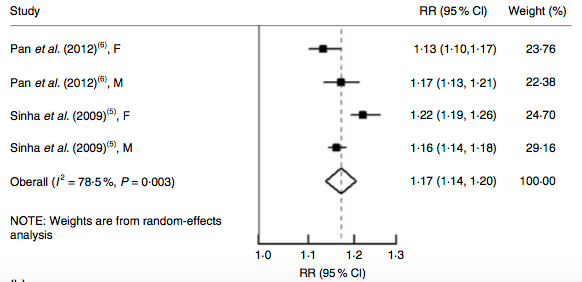 Study RR (95 % CI) Weight (%)
Pan et al. (2012)(6), F 1·13 (1·10,1·17) 23·76
Pan et al. (2012)(6), M 1·17 (1·13, 1·21) 22·38
Sinha et al. (2009)(5), F 1·22 (1·19, 1·26) 24·70
Sinha et al. (2009)(5), M 1·16 (1·14, 1·18) 29·16
Oberall (I² = 78·5 %, P = 0·003) 1·17 (1·14, 1·20) 100·00
NOTE: Weights are from random-effects
analysis
1·0 1·1 1·2 1·3
RR (95 % CI)